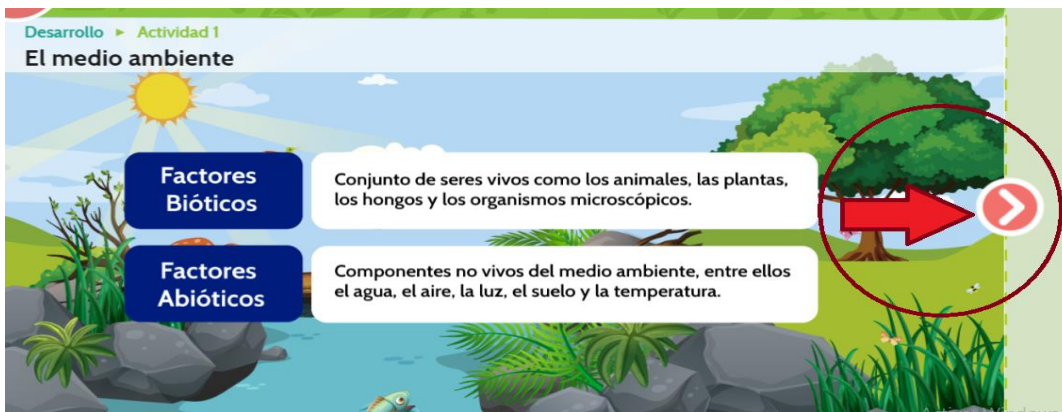 Desarrollo ▸ Actividad 1
El medio ambiente
Factores
Bióticos
Conjunto de seres vivos como los animales, las plantas,
los hongos y los organismos microscópicos.
Factores
Abióticos
Componentes no vivos del medio ambiente, entre ellos
el agua, el aire, la luz, el suelo y la temperatura.